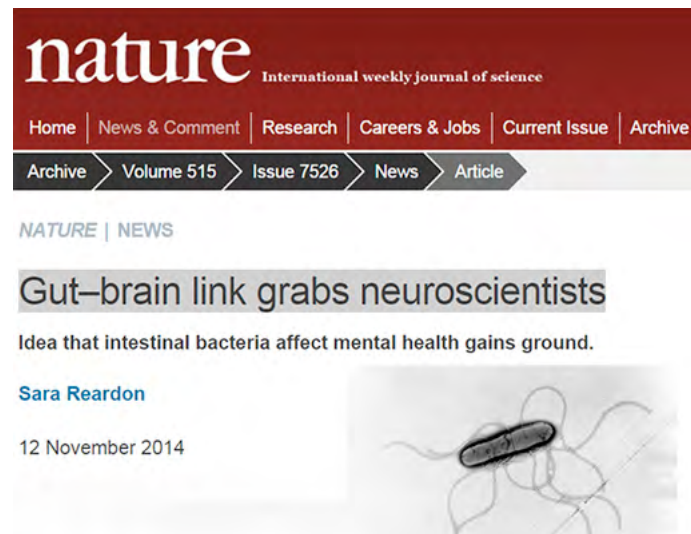 nature International weekly journal of science
Home News & Comment Research Careers & Jobs Current Issue Archive
Archive Volume 515 Issue 7526 News Article
NATURE | NEWS
Gut–brain link grabs neuroscientists
Idea that intestinal bacteria affect mental health gains ground.
Sara Reardon
12 November 2014